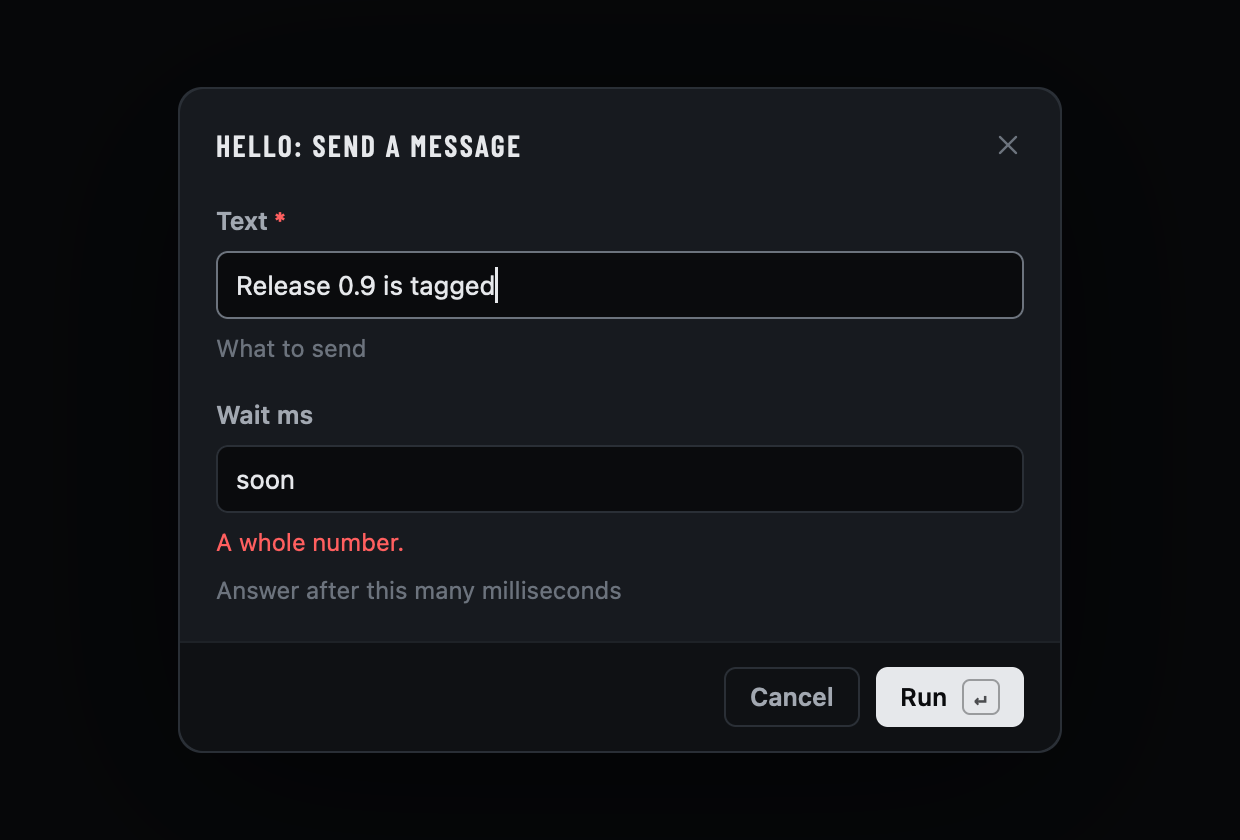 HELLO: SEND A MESSAGE
Text *
Release 0.9 is tagged
What to send
Wait ms
soon
A whole number.
Answer after this many milliseconds
Cancel
Run ↵